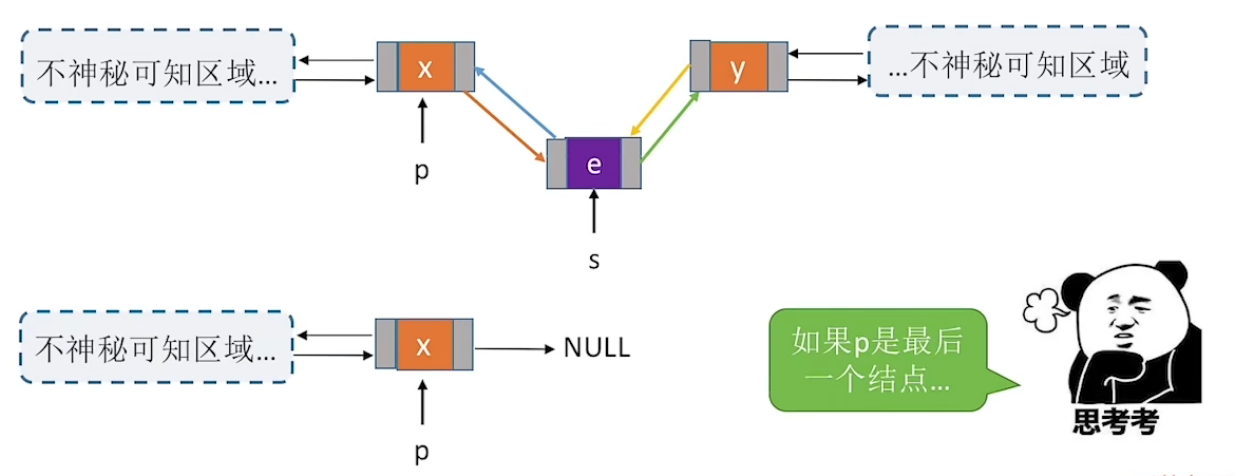 不神秘可知区域...
x
y
...不神秘可知区域
p
e
s
不神秘可知区域...
x
NULL
p
如果p是最后
一个结点...
思考考